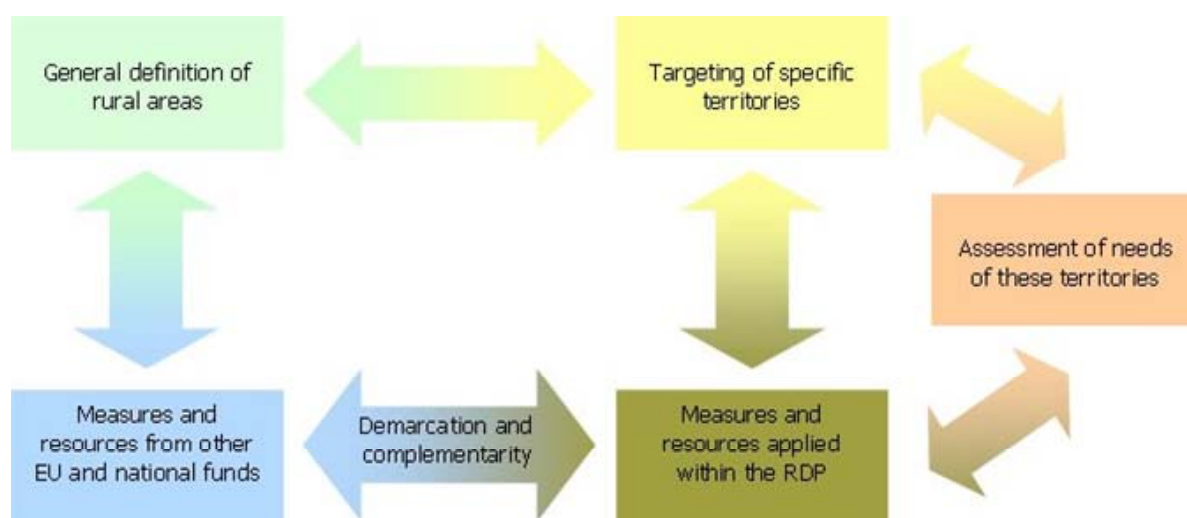 General definition of
rural areas
Targeting of specific
territories
Assessment of needs
of these territories
Measures and
resources from other
EU and national funds
Demarcation and
complementarity
Measures and
resources applied
within the RDP